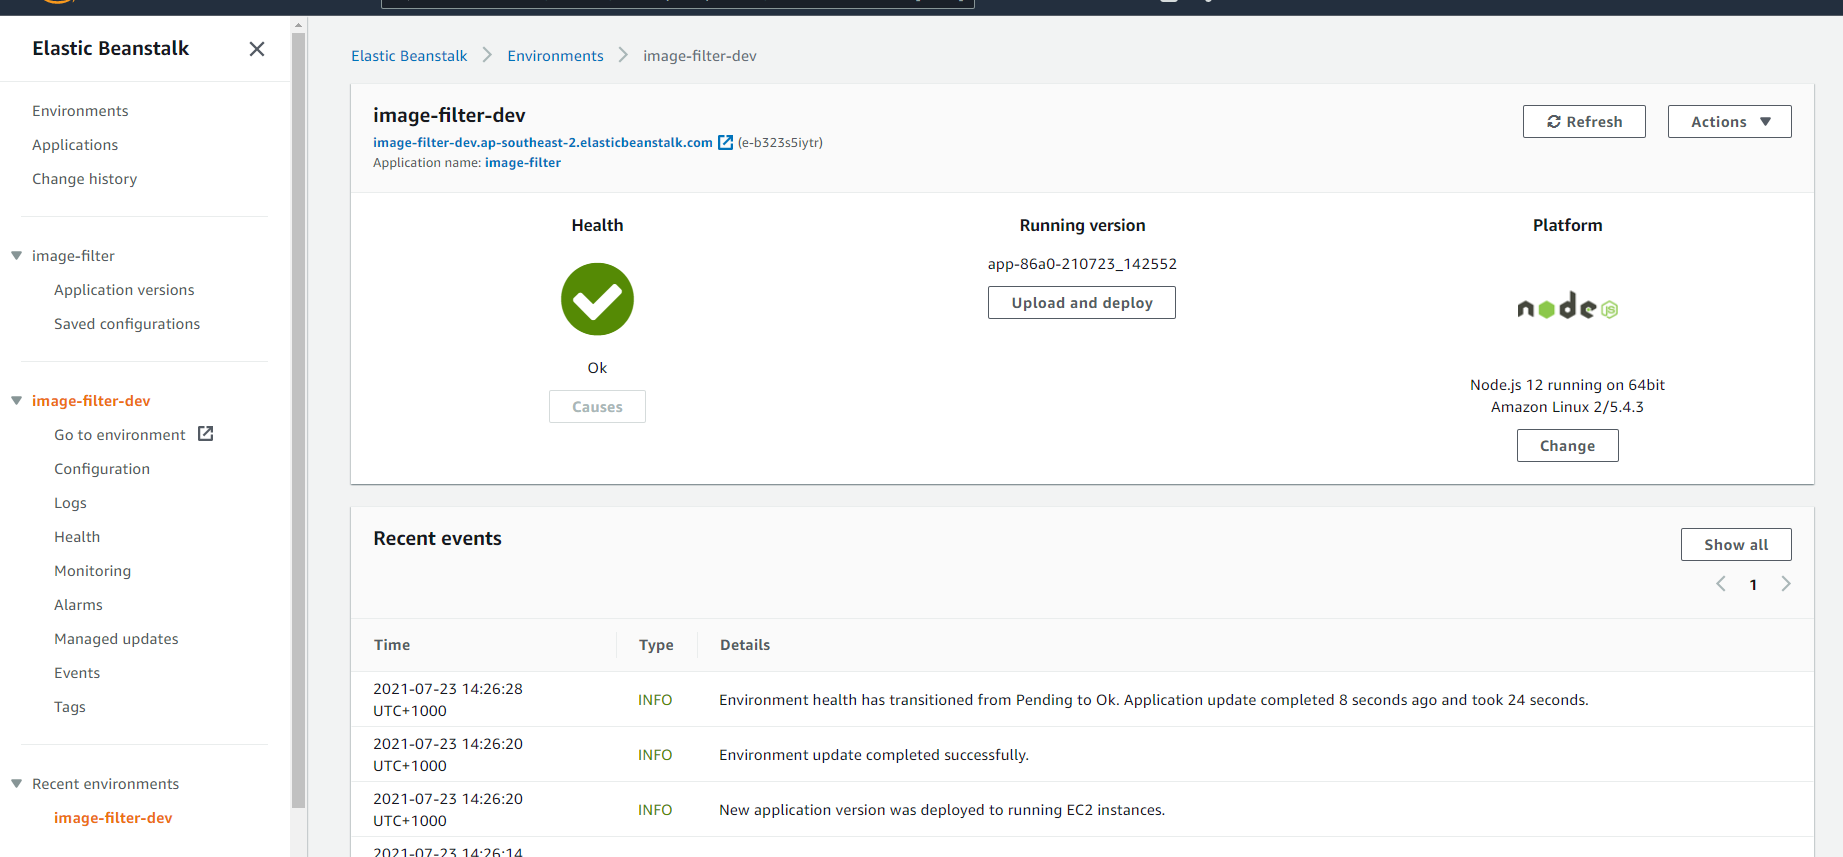 Elastic Beanstalk
Environments
Applications
Change history
image-filter
Application versions
Saved configurations
image-filter-dev
Go to environment
Configuration
Logs
Health
Monitoring
Alarms
Managed updates
Events
Tags
Recent environments
image-filter-dev
Elastic Beanstalk
Environments
image-filter-dev
image-filter-dev
image-filter-dev.ap-southeast-2.elasticbeanstalk.com (e-b323s5iytr)
Application name: image-filter
Refresh
Actions
Health
Ok
Causes
Running version
app-86a0-210723_142552
Upload and deploy
Platform
node JS
Node.js 12 running on 64bit
Amazon Linux 2/5.4.3
Change
Recent events
Show all
1
Time Type Details
2021-07-23 14:26:28
UTC+1000
INFO
Environment health has transitioned from Pending to Ok. Application update completed 8 seconds ago and took 24 seconds.
2021-07-23 14:26:20
UTC+1000
INFO
Environment update completed successfully.
2021-07-23 14:26:20
UTC+1000
INFO
New application version was deployed to running EC2 instances.
2021-07-23 14:26:14